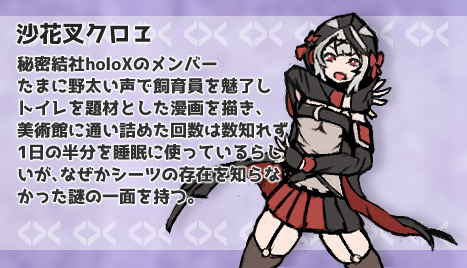 沙花叉クロヱ
秘密結社holoXのメンバー
たまに野太い声で飼育員を魅了し
トイレを題材とした漫画を描き、
美術館に通い詰めた回数は数知れず
1日の半分を睡眠に使っているらし
いが、なぜかシーツの存在を知らな
かった謎の一面を持つ。